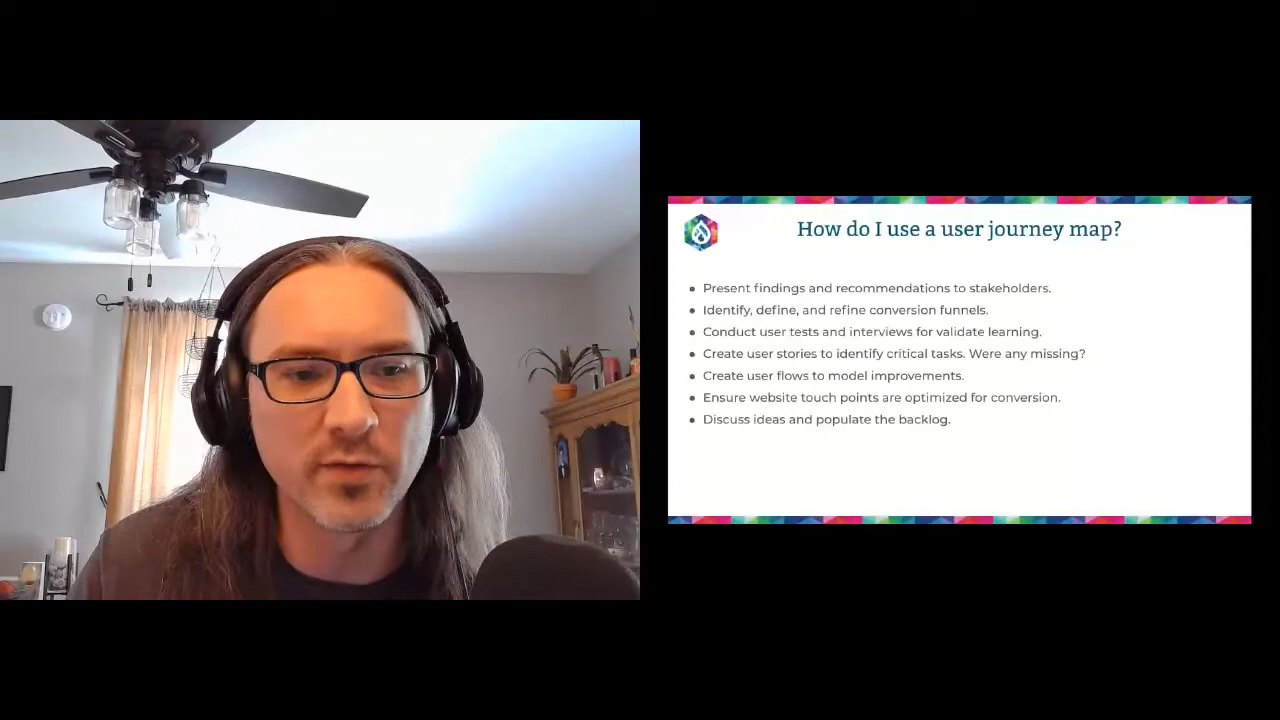 How do I use a user journey map?
● Present findings and recommendations to stakeholders.
● Identify, define, and refine conversion funnels.
● Conduct user tests and interviews for validate learning.
● Create user stories to identify critical tasks. Were any missing?
● Create user flows to model improvements.
● Ensure website touch points are optimized for conversion.
● Discuss ideas and populate the backlog.